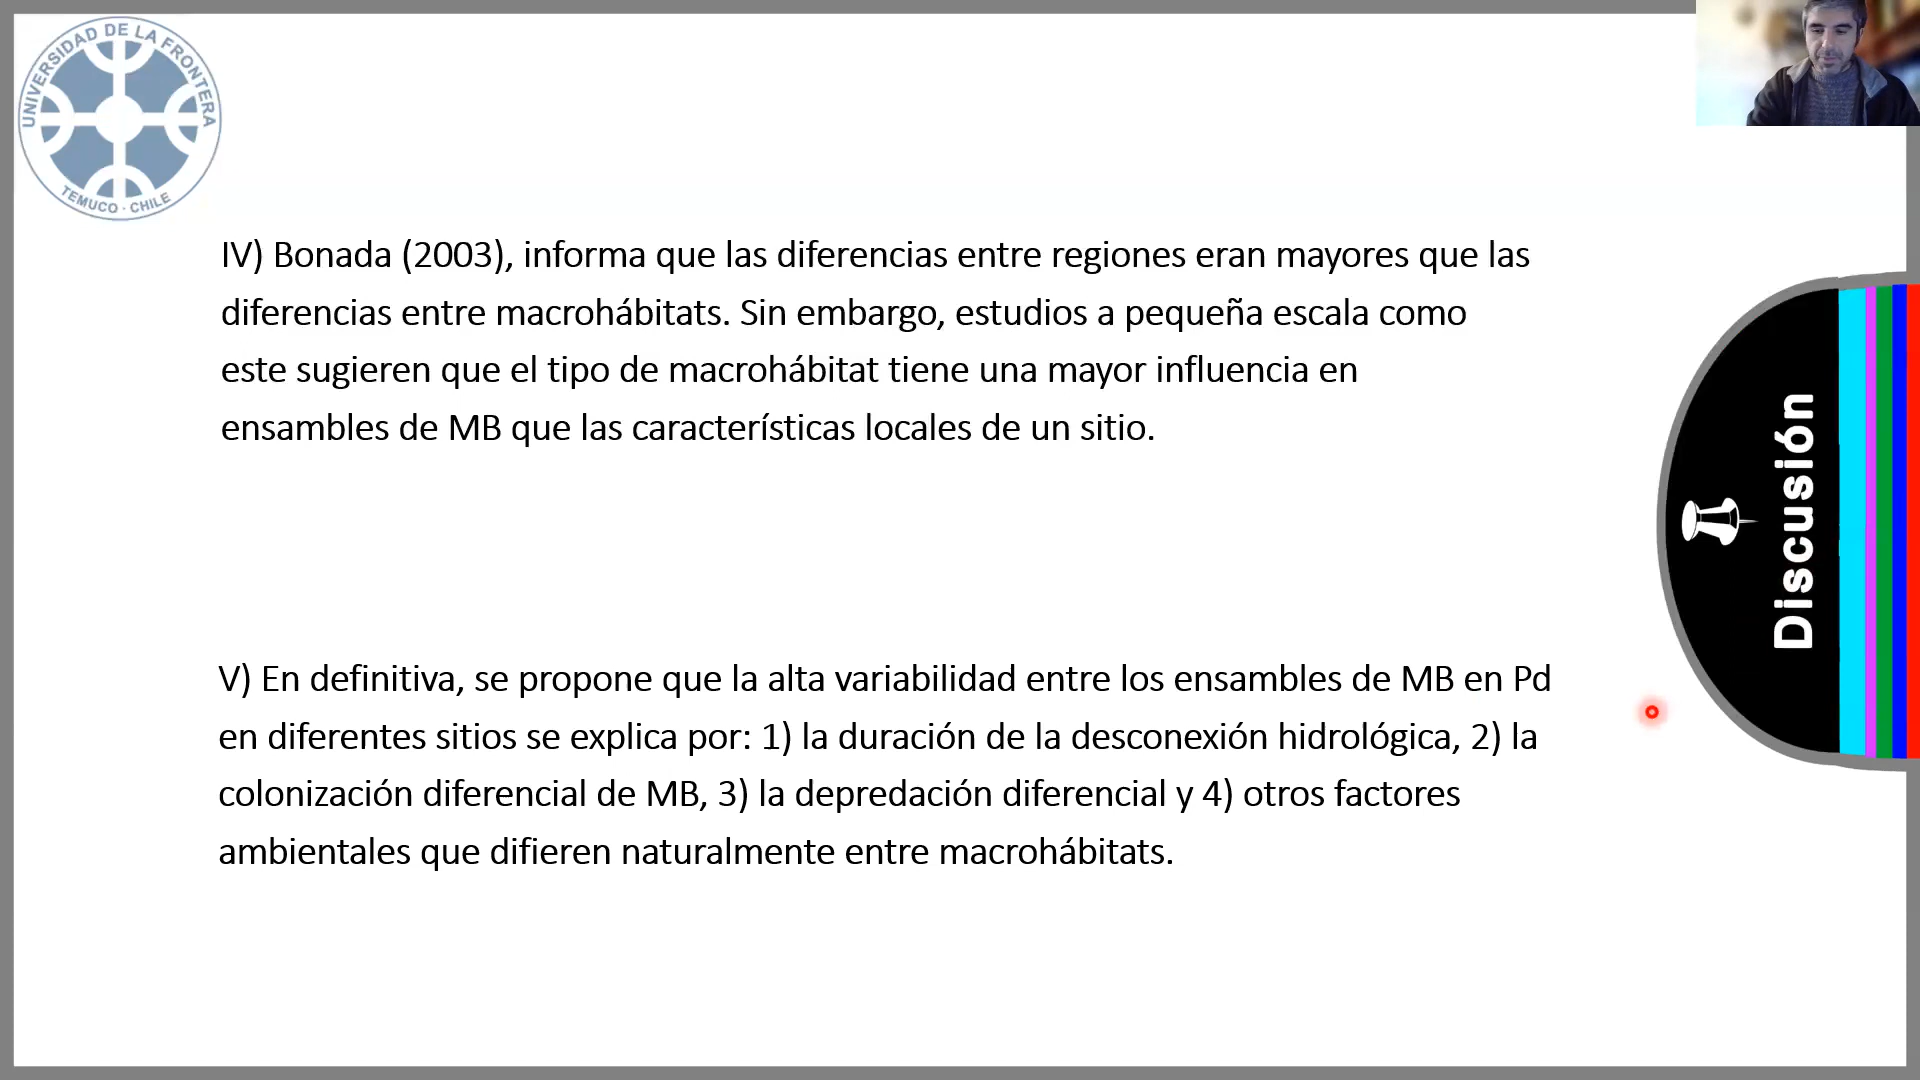 UNIVERSIDAD DE LA FRONTERA
TEMUCO · CHILE
IV) Bonada (2003), informa que las diferencias entre regiones eran mayores que las
diferencias entre macrohábitats. Sin embargo, estudios a pequeña escala como
este sugieren que el tipo de macrohábitat tiene una mayor influencia en
ensambles de MB que las características locales de un sitio.
Discusión
V) En definitiva, se propone que la alta variabilidad entre los ensambles de MB en Pd
en diferentes sitios se explica por: 1) la duración de la desconexión hidrológica, 2) la
colonización diferencial de MB, 3) la depredación diferencial y 4) otros factores
ambientales que difieren naturalmente entre macrohábitats.